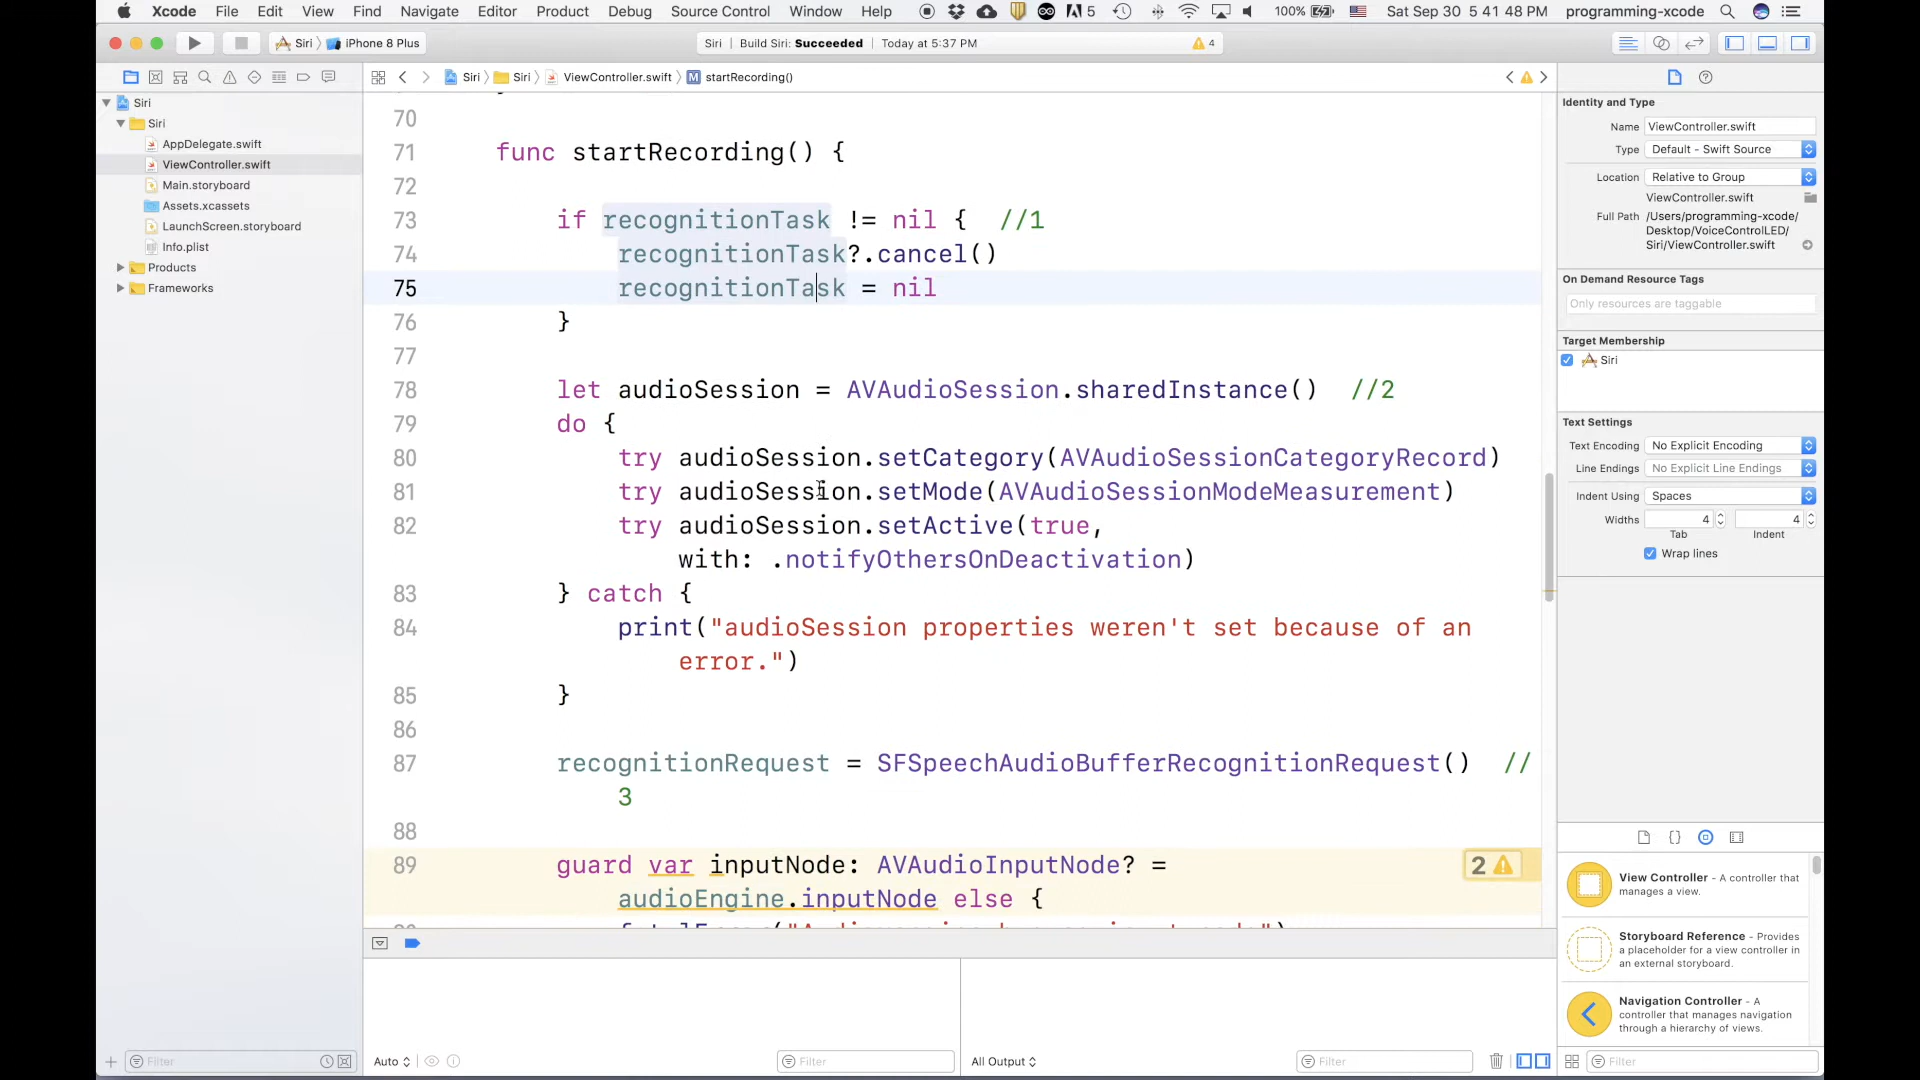 Xcode File Edit View Find Navigate Editor Product Debug Source Control Window Help 5 100% Sat Sep 30 5 41 48 PM programming-xcode
Siri iPhone 8 Plus Siri | Build Siri: Succeeded | Today at 5:37 PM 4
Siri Siri ViewController.swift M startRecording()
Siri
Siri
AppDelegate.swift
ViewController.swift
Main.storyboard
Assets.xcassets
LaunchScreen.storyboard
Info.plist
Products
Frameworks
Filter
70
71 func startRecording() {
72
73 if recognitionTask != nil { //1
74 recognitionTask?.cancel()
75 recognitionTask = nil
76 }
77
78 let audioSession = AVAudioSession.sharedInstance() //2
79 do {
80 try audioSession.setCategory(AVAudioSessionCategoryRecord)
81 try audioSession.setMode(AVAudioSessionModeMeasurement)
82 try audioSession.setActive(true,
with: .notifyOthersOnDeactivation)
83 } catch {
84 print("audioSession properties weren't set because of an
error.")
85 }
86
87 recognitionRequest = SFSpeechAudioBufferRecognitionRequest() //
3
88
89 guard var inputNode: AVAudioInputNode? = 2
audioEngine.inputNode else {
Auto Filter All Output Filter
Identity and Type
Name ViewController.swift
Type Default - Swift Source
Location Relative to Group
ViewController.swift
Full Path /Users/programming-xcode/
Desktop/VoiceControlLED/
Siri/ViewController.swift
On Demand Resource Tags
Only resources are taggable
Target Membership
Siri
Text Settings
Text Encoding No Explicit Encoding
Line Endings No Explicit Line Endings
Indent Using Spaces
Widths 4 4
Tab Indent
Wrap lines
{}
View Controller - A controller that
manages a view.
Storyboard Reference - Provides
a placeholder for a view controller in
an external storyboard.
Navigation Controller - A
controller that manages navigation
through a hierarchy of views.
Filter